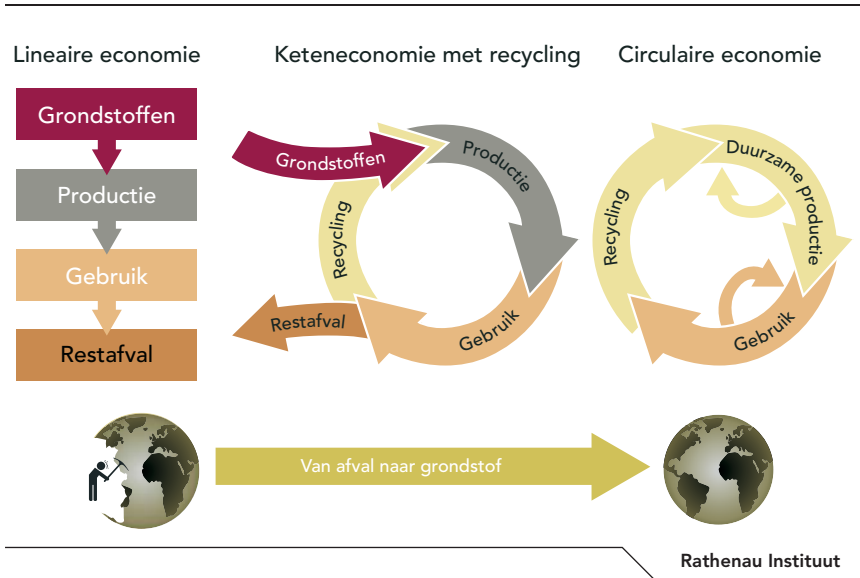 Lineaire economie
Keteneconomie met recycling
Circulaire economie
Grondstoffen
Productie
Gebruik
Restafval
Grondstoffen
Productie
Recycling
Restafval
Gebruik
Duurzame productie
Recycling
Gebruik
Van afval naar grondstof
Rathenau Instituut